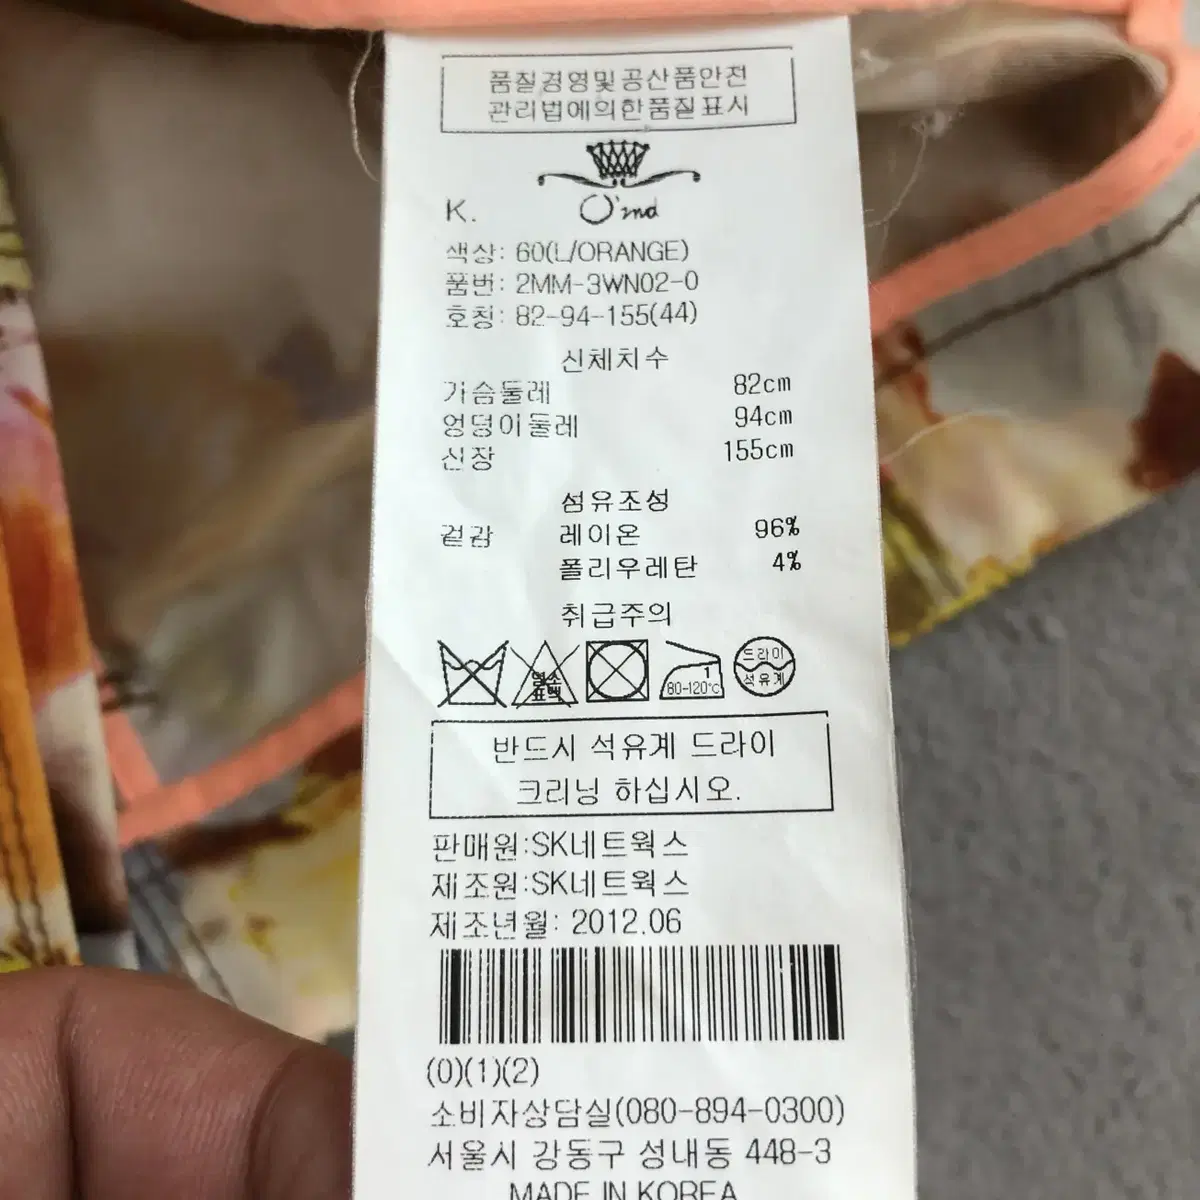 품질경영및공산품안전
관리법에의한품질표시
K.
O'2nd
색상: 60(L/ORANGE)
품번: 2MM-3WN02-0
호칭: 82-94-155(44)
신체치수
가슴둘레 82cm
엉덩이둘레 94cm
신장 155cm
섬유조성
겉감 레이온 96%
폴리우레탄 4%
취급주의
염소 표백 1 80-120℃ 드라이 석유계
반드시 석유계 드라이
크리닝 하십시오.
판매원:SK네트웍스
제조원:SK네트웍스
제조년월: 2012.06
(0)(1)(2)
소비자상담실(080-894-0300)
서울시 강동구 성내동 448-3
MADE IN KOREA